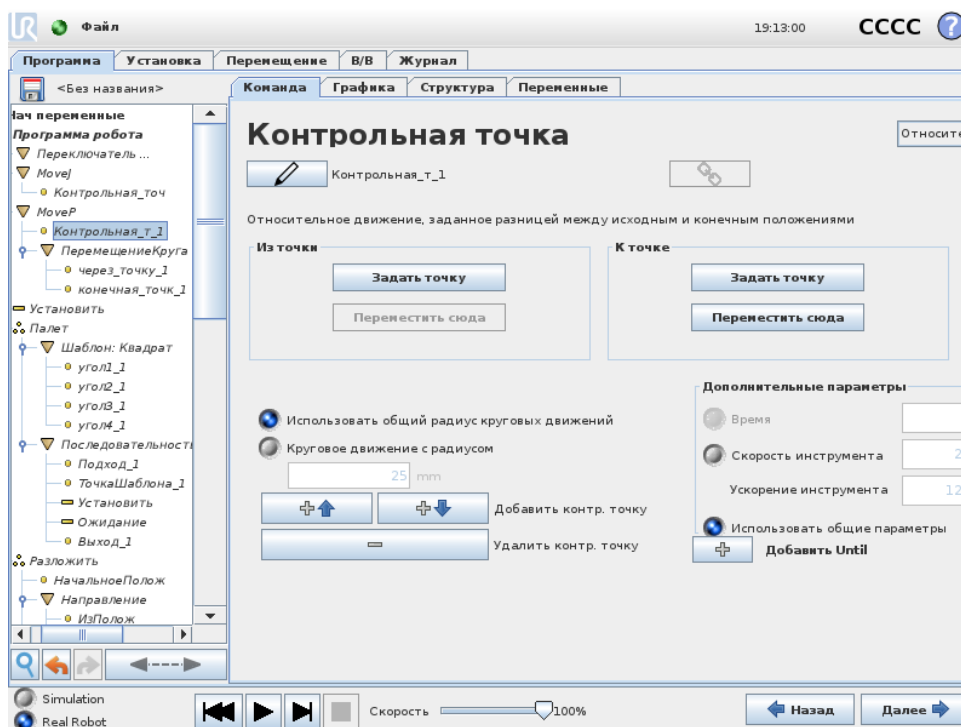 UR Файл 19:13:00 CCCC ?
Программа Установка Перемещение В/В Журнал
<Без названия> Команда Графика Структура Переменные
Нач переменные
Программа робота
Переключатель ...
MoveJ
Контрольная_точ
MoveP
Контрольная_т_1
ПеремещениеКруга
через_точку_1
конечная_точк_1
Установить
Палет
Шаблон: Квадрат
угол1_1
угол2_1
угол3_1
угол4_1
Последовательность
Подход_1
ТочкаШаблона_1
Установить
Ожидание
Выход_1
Разложить
НачальноеПолож
Направление
ИзПолож
Контрольная точка
Относите
Контрольная_т_1
Относительное движение, заданное разницей между исходным и конечным положениями
Из точки
Задать точку
Переместить сюда
К точке
Задать точку
Переместить сюда
Использовать общий радиус круговых движений
Круговое движение с радиусом
25 mm
Добавить контр. точку
Удалить контр. точку
Дополнительные параметры
Время
Скорость инструмента 2
Ускорение инструмента 12
Использовать общие параметры
Добавить Until
Simulation
Real Robot
Скорость 100%
Назад Далее